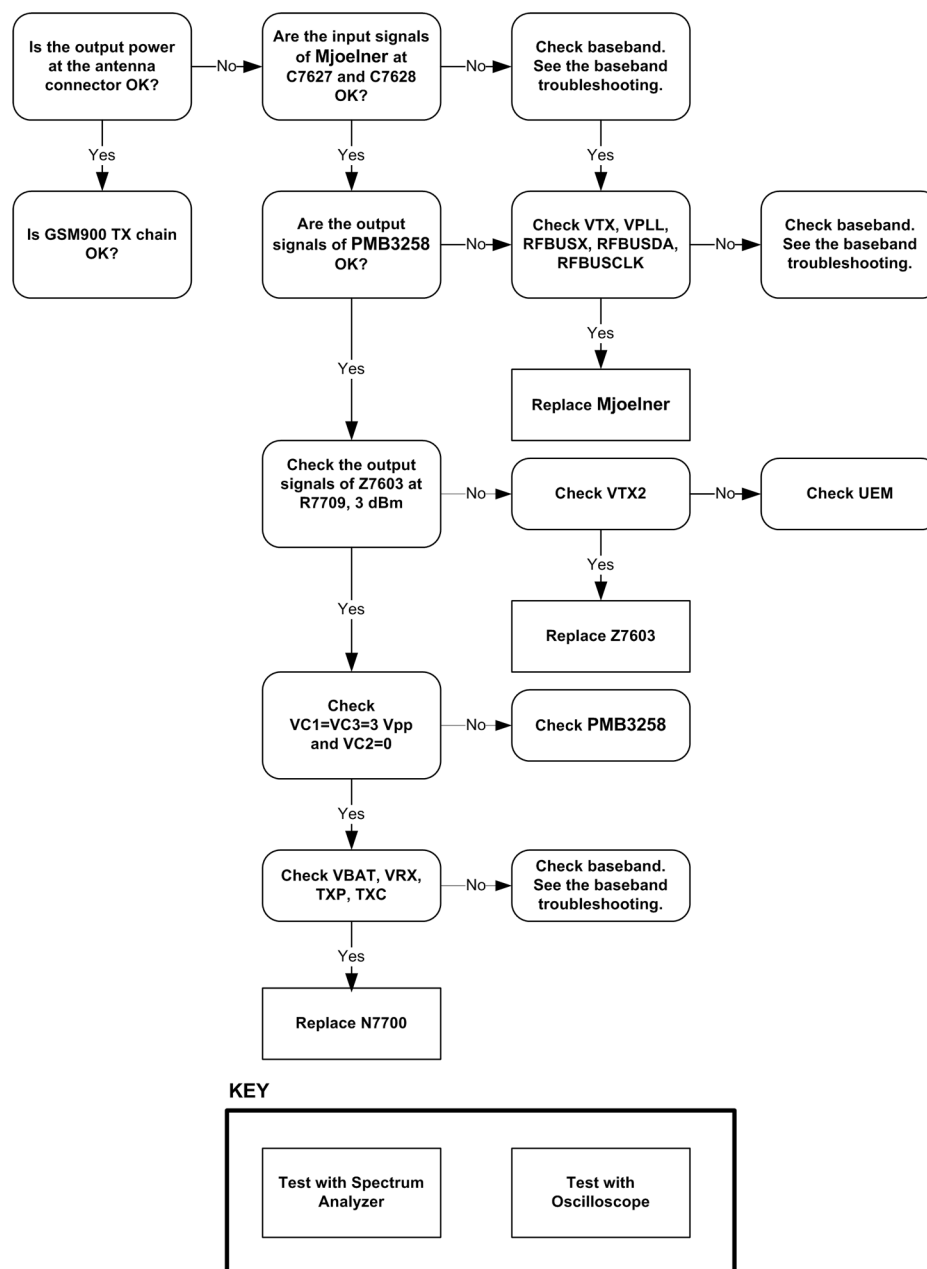 Is the output power
at the antenna
connector OK?
No
Are the input signals
of Mjoelner at
C7627 and C7628
OK?
No
Check baseband.
See the baseband
troubleshooting.
Yes
Yes
Yes
Is GSM900 TX chain
OK?
Are the output
signals of PMB3258
OK?
No
Check VTX, VPLL,
RFBUSX, RFBUSDA,
RFBUSCLK
No
Check baseband.
See the baseband
troubleshooting.
Yes
Yes
Replace Mjoelner
Check the output
signals of Z7603 at
R7709, 3 dBm
No
Check VTX2
No
Check UEM
Yes
Yes
Replace Z7603
Check
VC1=VC3=3 Vpp
and VC2=0
No
Check PMB3258
Yes
Check VBAT, VRX,
TXP, TXC
No
Check baseband.
See the baseband
troubleshooting.
Yes
Replace N7700
KEY
Test with Spectrum
Analyzer
Test with
Oscilloscope